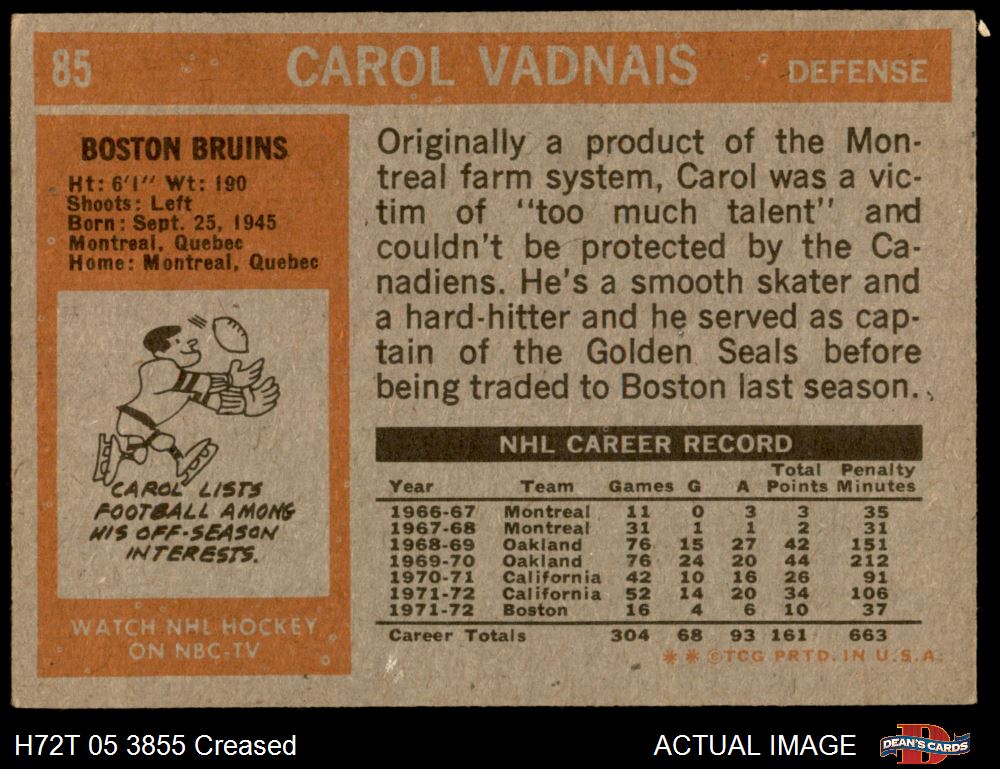 85 CAROL VADNAIS DEFENSE
BOSTON BRUINS
Ht: 6'1" Wt: 190
Shoots: Left
Born: Sept. 25, 1945
Montreal, Quebec
Home: Montreal, Quebec
CAROL LISTS
FOOTBALL AMONG
HIS OFF-SEASON
INTERESTS.
WATCH NHL HOCKEY
ON NBC-TV
Originally a product of the Mon-
treal farm system, Carol was a vic-
tim of "too much talent" and
couldn't be protected by the Ca-
nadiens. He's a smooth skater and
a hard-hitter and he served as cap-
tain of the Golden Seals before
being traded to Boston last season.
NHL CAREER RECORD
Total Penalty
Year Team Games G A Points Minutes
1966-67 Montreal 11 0 3 3 35
1967-68 Montreal 31 1 1 2 31
1968-69 Oakland 76 15 27 42 151
1969-70 Oakland 76 24 20 44 212
1970-71 California 42 10 16 26 91
1971-72 California 52 14 20 34 106
1971-72 Boston 16 4 6 10 37
Career Totals 304 68 93 161 663
** ©TCG PRTD. IN U.S.A.
H72T 05 3855 Creased ACTUAL IMAGE DEAN'S CARDS